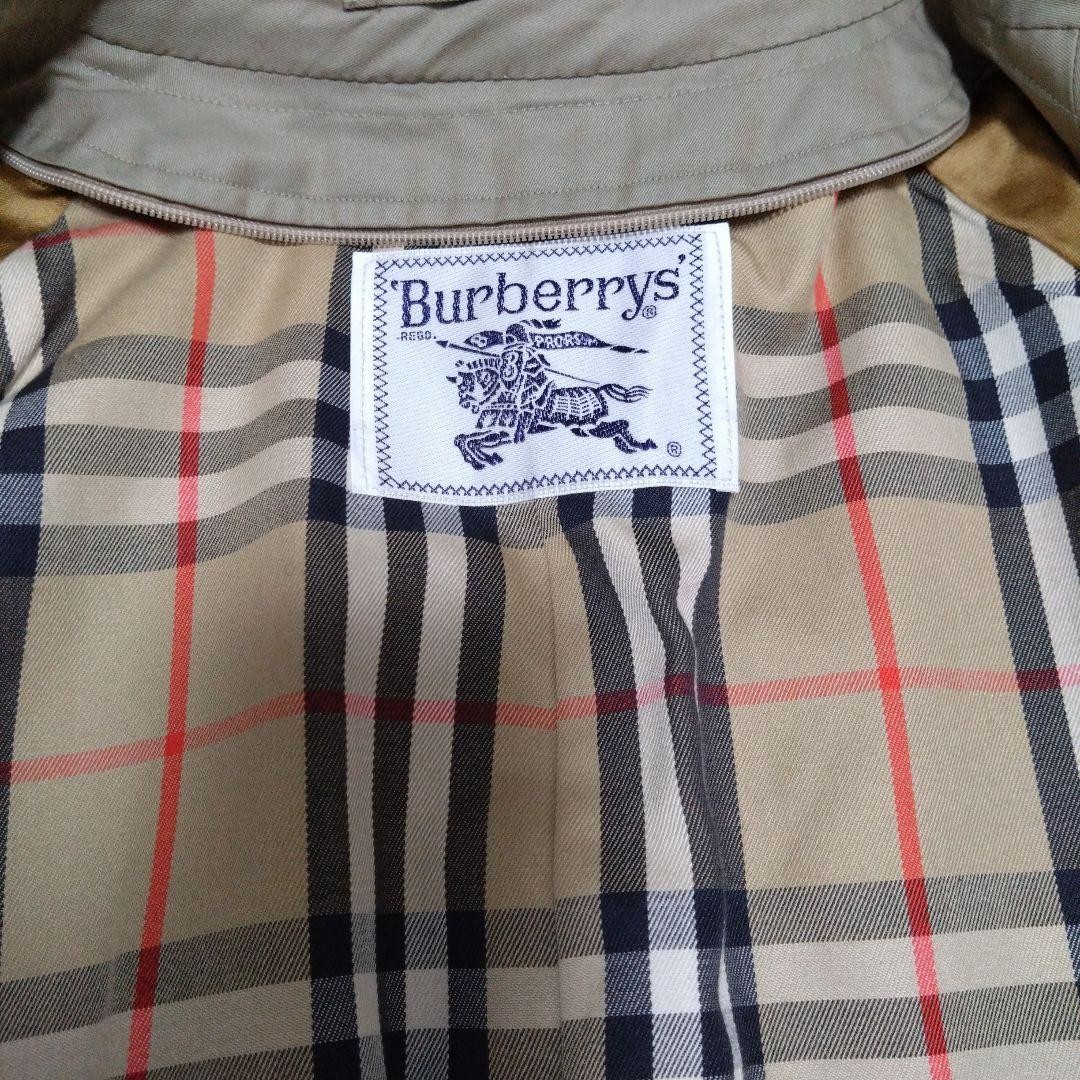 'Burberrys'
®
REGD.
B PRORSUM
®